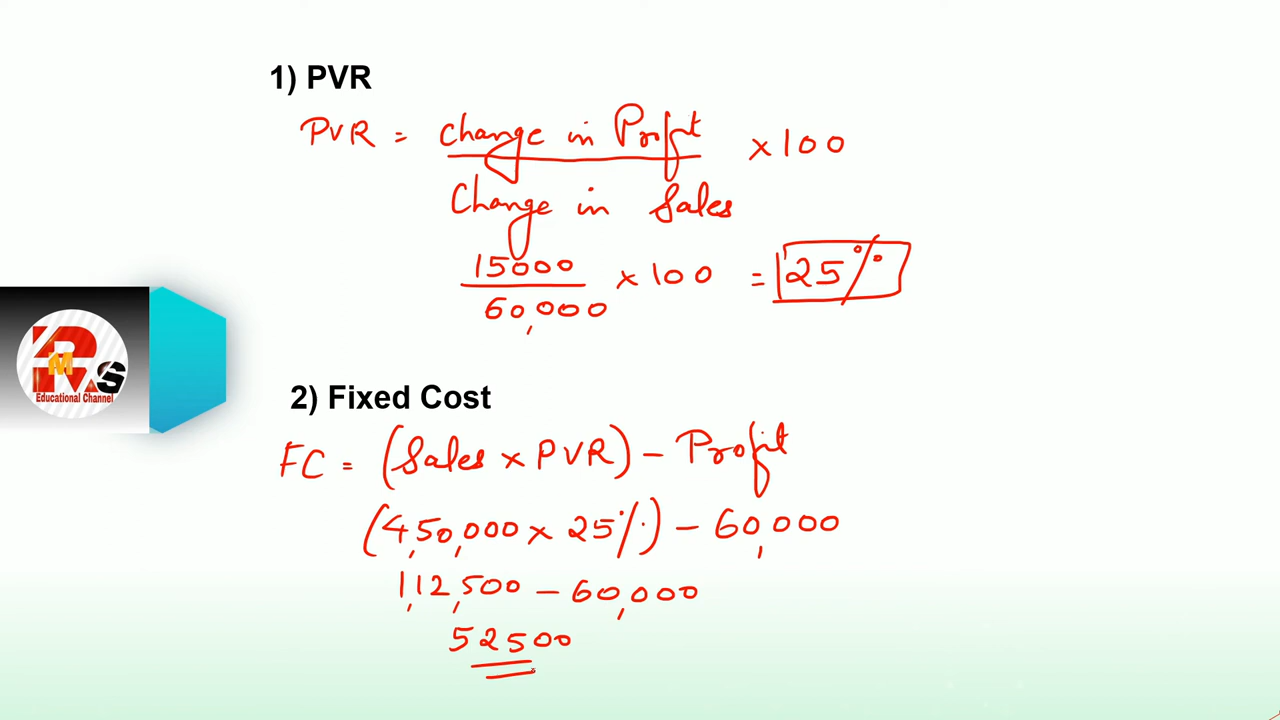 1) PVR
PVR = Change in Profit × 100
Change in Sales
15000 × 100 = 25%
60,000
PMS
Educational Channel
2) Fixed Cost
FC = (Sales × PVR) – Profit
(4,50,000 × 25%) – 60,000
1,12,500 – 60,000
52500